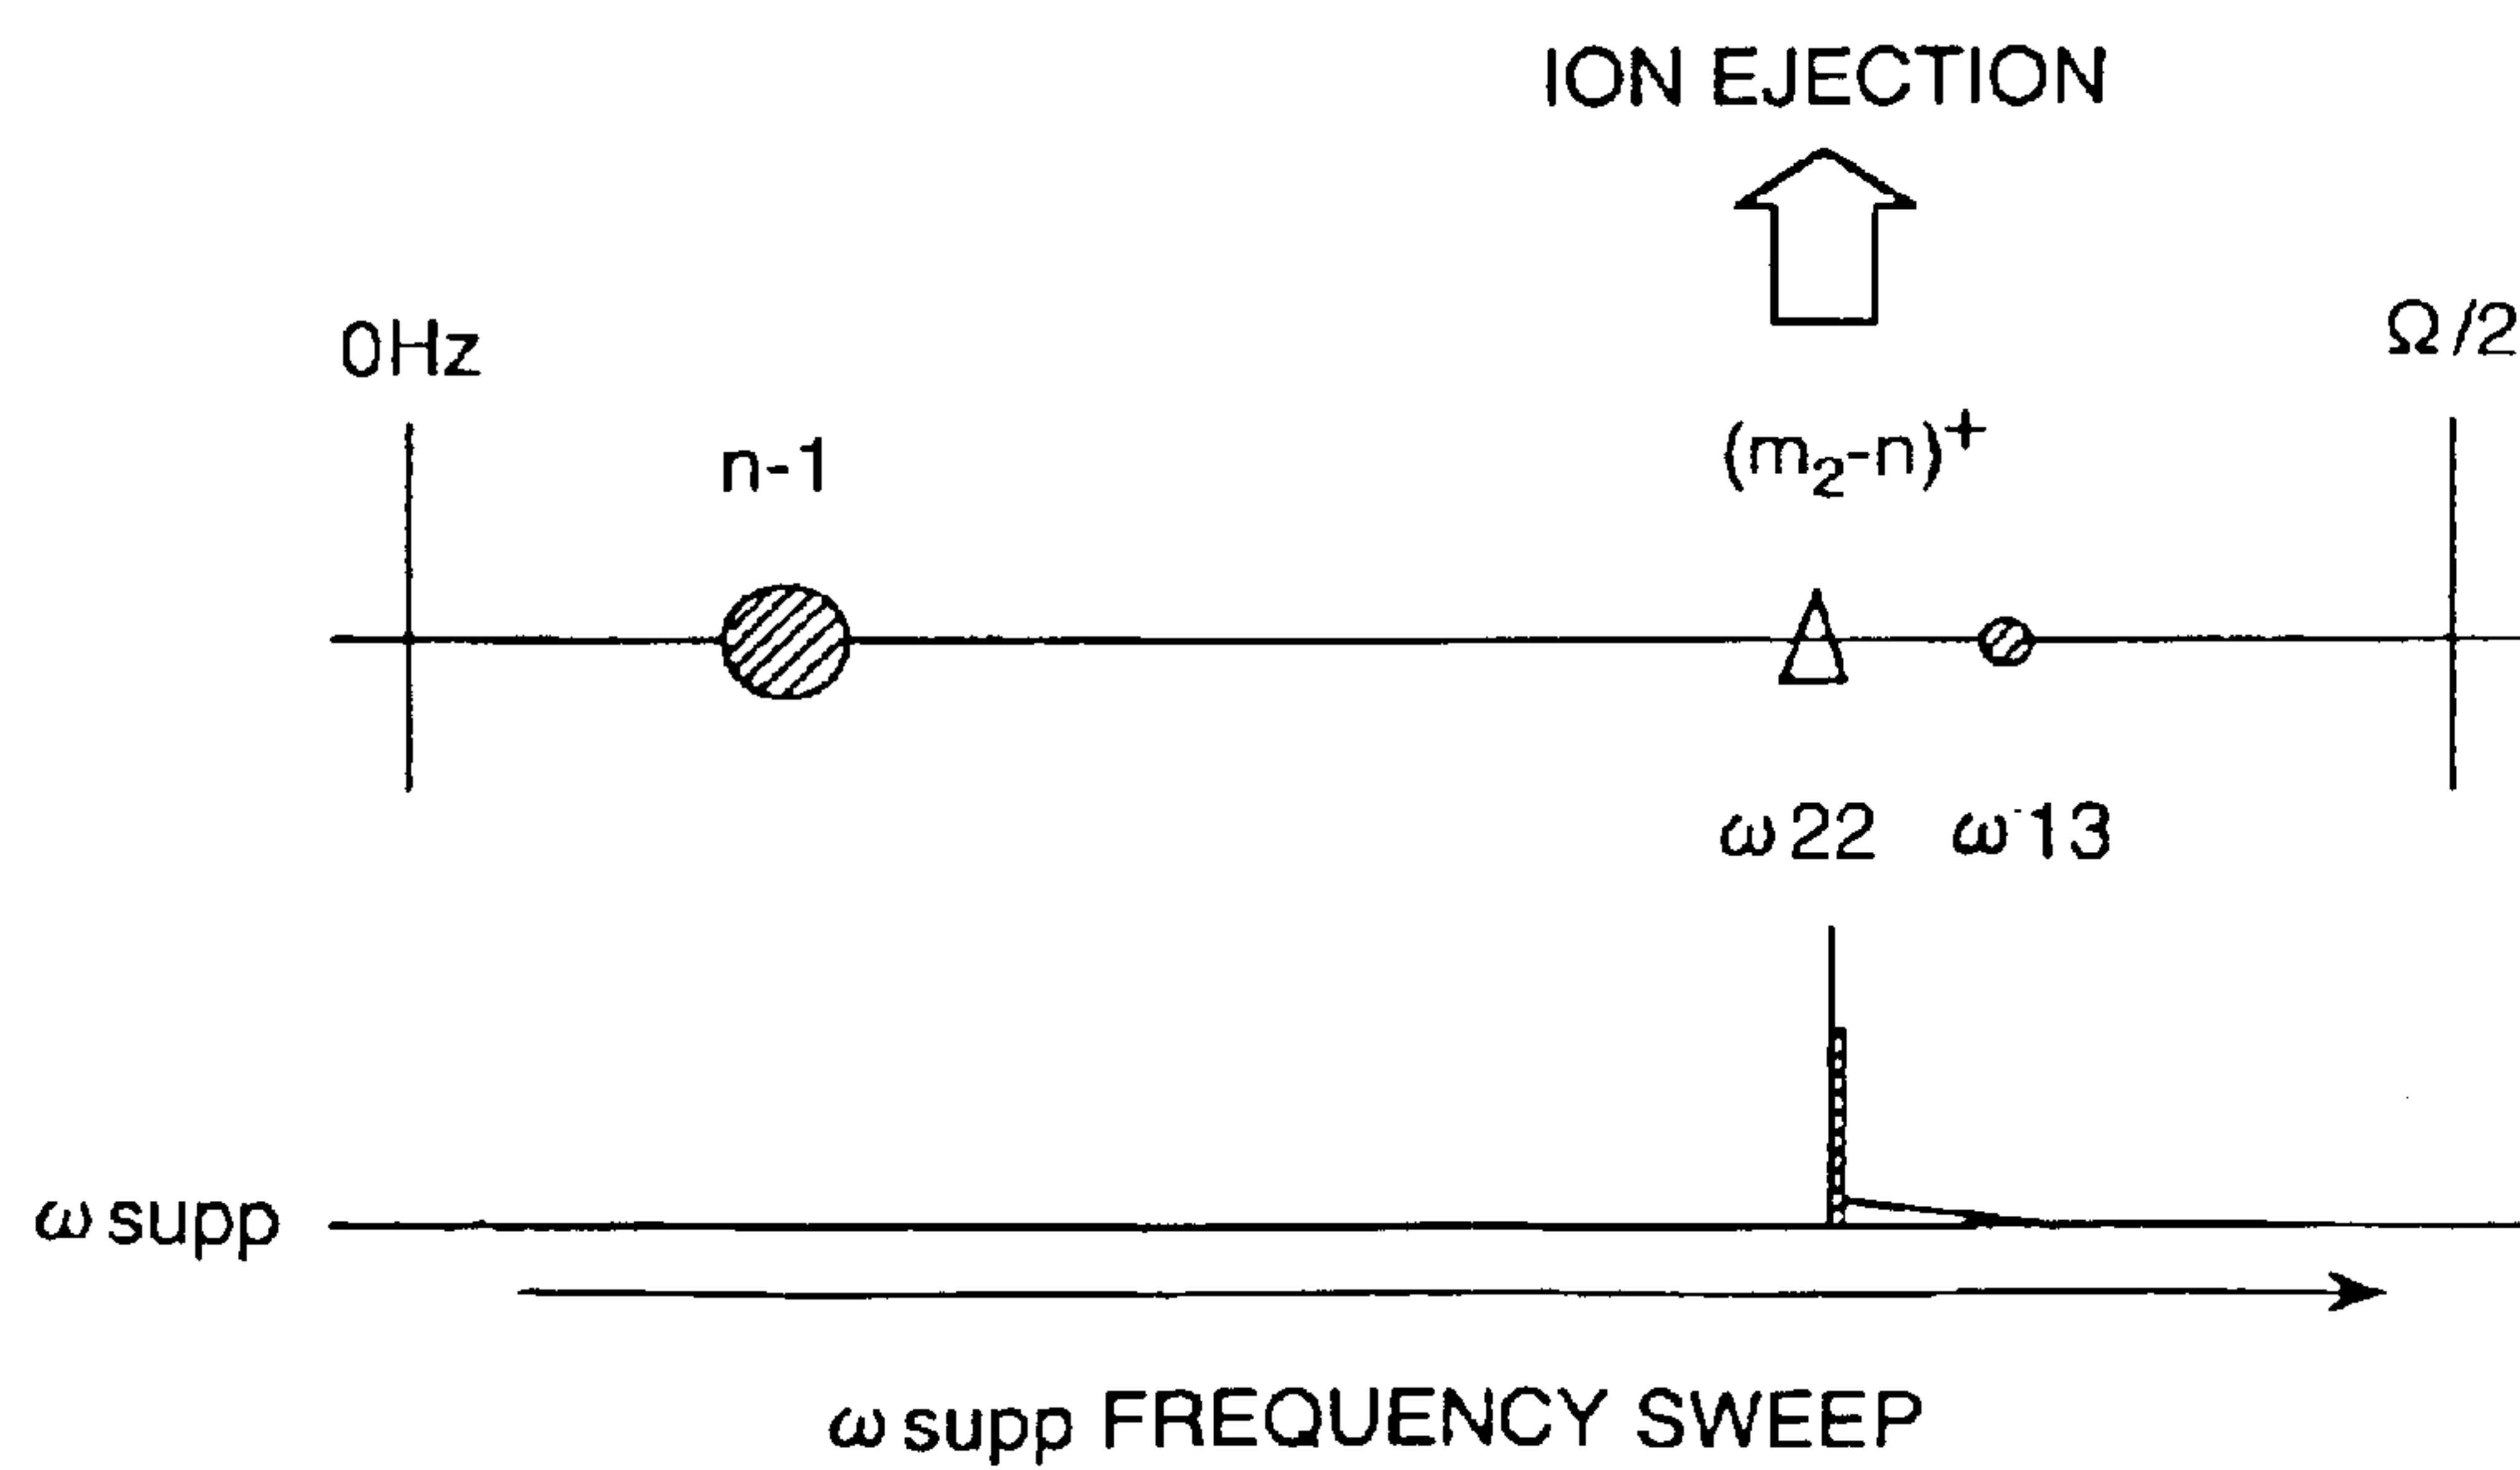 ION EJECTION
0Hz
Ω/2
n-1
(m₂-n)⁺
ω22 ω13
ω supp
ω supp FREQUENCY SWEEP